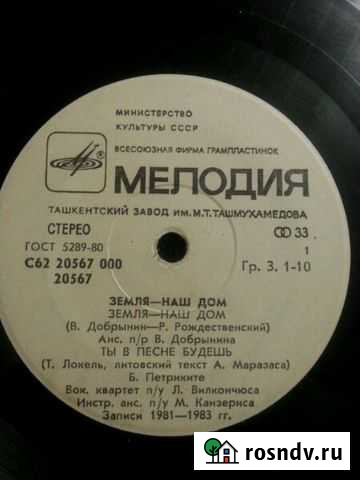 МИНИСТЕРСТВО
КУЛЬТУРЫ СССР
ВСЕСОЮЗНАЯ ФИРМА ГРАМПЛАСТИНОК
МЕЛОДИЯ
ТАШКЕНТСКИЙ ЗАВОД ИМ. М.Т. ТАШМУХАМЕДОВА
СТЕРЕО 33
ГОСТ 5289-80 1
С62 20567 000 Гр. 3. 1-10
20567
ЗЕМЛЯ—НАШ ДОМ
ЗЕМЛЯ—НАШ ДОМ
(В. Добрынин—Р. Рождественский)
Анс. п/р В. Добрынина
ТЫ В ПЕСНЕ БУДЕШЬ
(Т. Локель, литовский текст А. Маразаса)
Б. Петриките
Вок. квартет п/у Л. Вилкончюса
Инстр. анс. п/у М. Канзериса
Записи 1981—1983 гг.
rosndv.ru